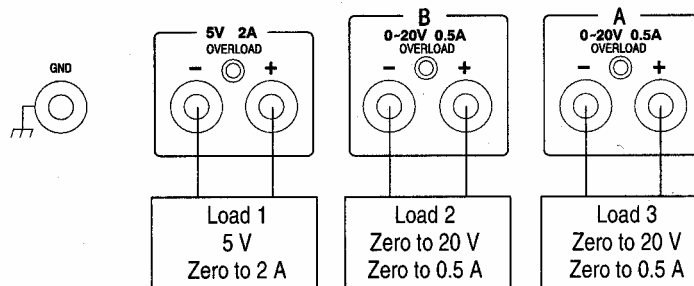 GND
5V 2A
OVERLOAD
− +
B
0~20V 0.5A
OVERLOAD
− +
A
0~20V 0.5A
OVERLOAD
− +
Load 1
5 V
Zero to 2 A
Load 2
Zero to 20 V
Zero to 0.5 A
Load 3
Zero to 20 V
Zero to 0.5 A